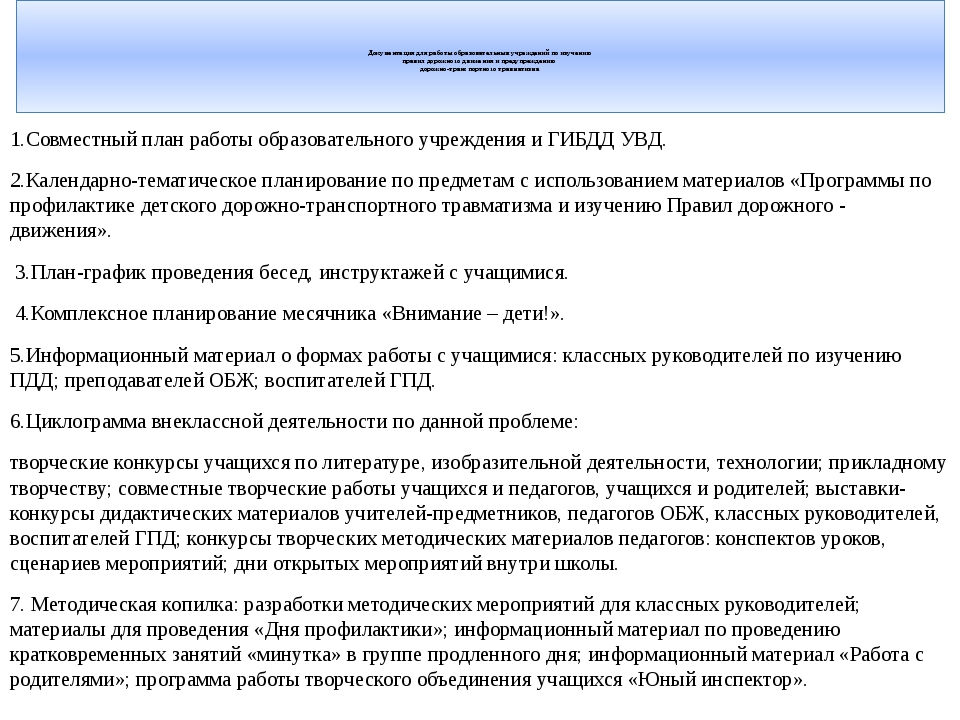 Документация для работы образовательных учреждений по изучению
правил дорожного движения и предупреждению
дорожно-транспортного травматизма
1.Совместный план работы образовательного учреждения и ГИБДД УВД.
2.Календарно-тематическое планирование по предметам с использованием материалов «Программы по
профилактике детского дорожно-транспортного травматизма и изучению Правил дорожного -
движения».
3.План-график проведения бесед, инструктажей с учащимися.
4.Комплексное планирование месячника «Внимание – дети!».
5.Информационный материал о формах работы с учащимися: классных руководителей по изучению
ПДД; преподавателей ОБЖ; воспитателей ГПД.
6.Циклограмма внеклассной деятельности по данной проблеме:
творческие конкурсы учащихся по литературе, изобразительной деятельности, технологии; прикладному
творчеству; совместные творческие работы учащихся и педагогов, учащихся и родителей; выставки-
конкурсы дидактических материалов учителей-предметников, педагогов ОБЖ, классных руководителей,
воспитателей ГПД; конкурсы творческих методических материалов педагогов: конспектов уроков,
сценариев мероприятий; дни открытых мероприятий внутри школы.
7. Методическая копилка: разработки методических мероприятий для классных руководителей;
материалы для проведения «Дня профилактики»; информационный материал по проведению
кратковременных занятий «минутка» в группе продленного дня; информационный материал «Работа с
родителями»; программа работы творческого объединения учащихся «Юный инспектор».